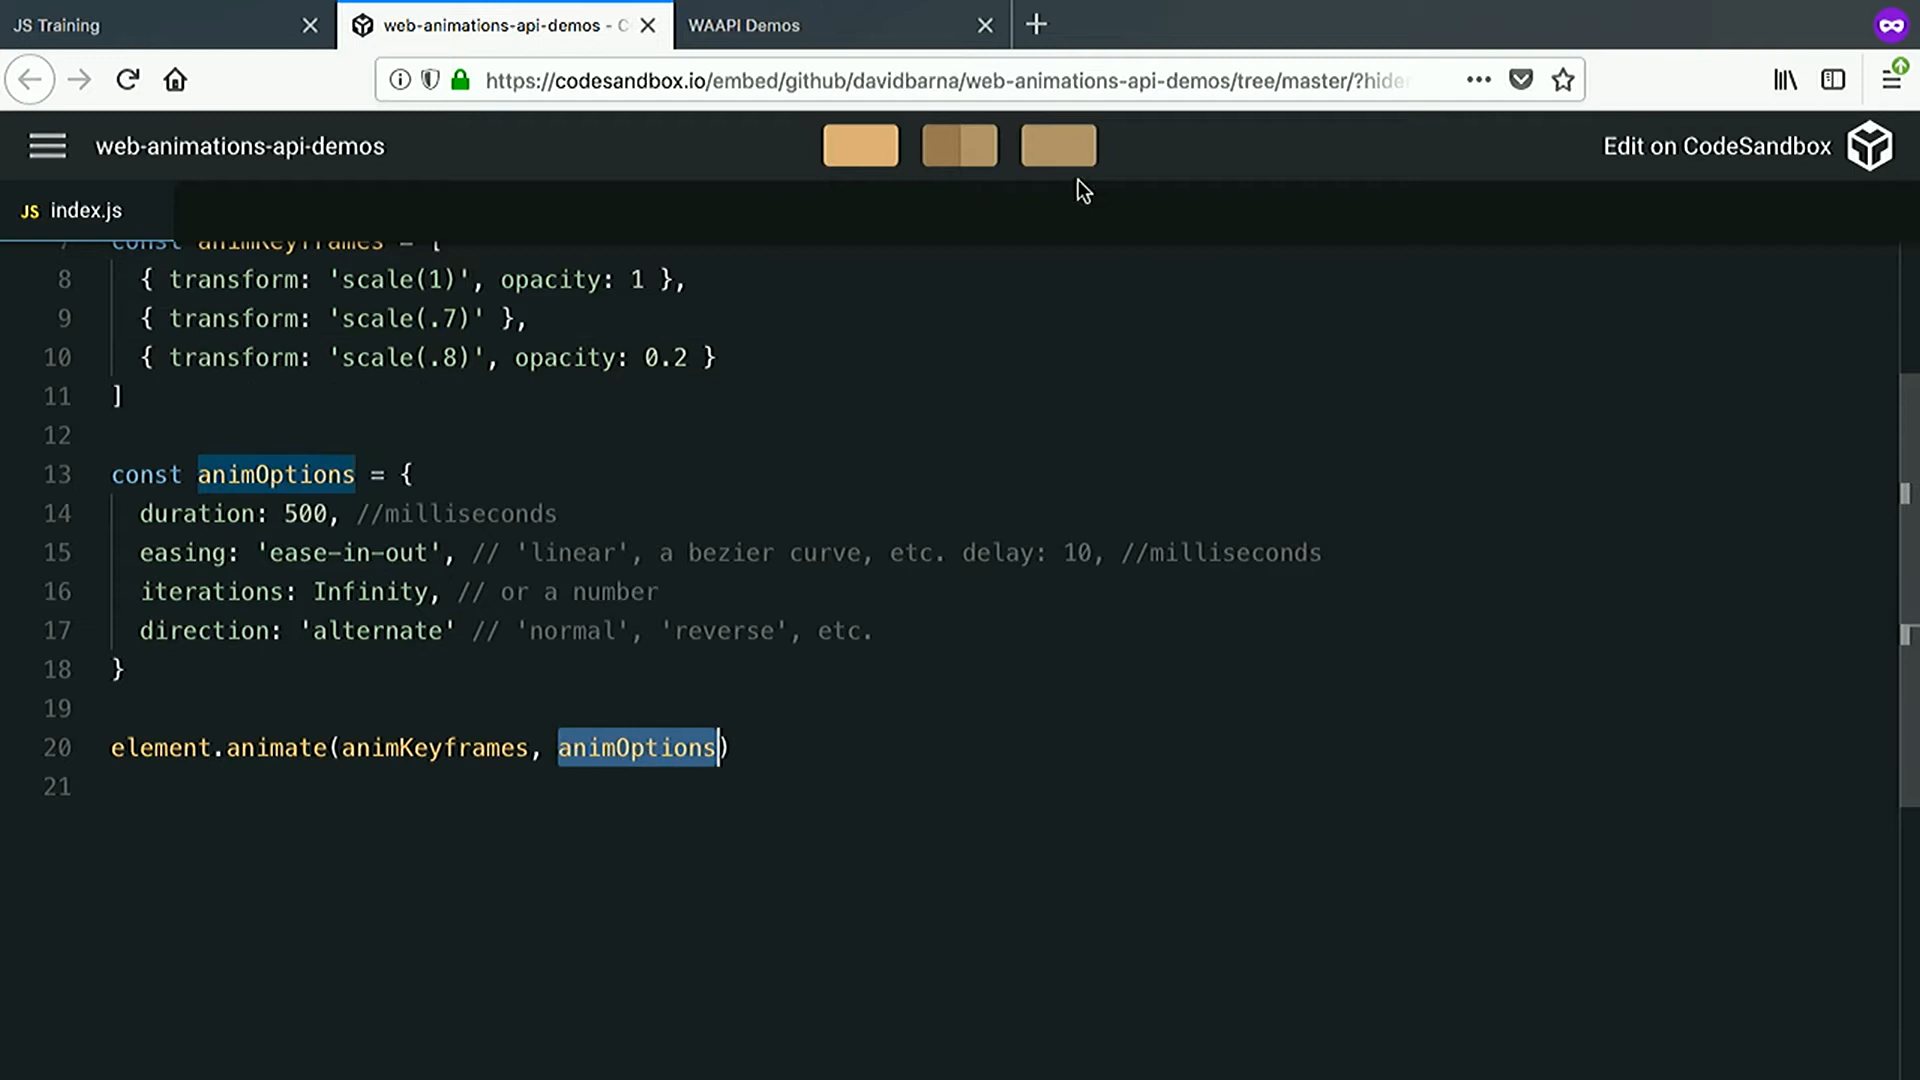 JS Training
web-animations-api-demos - C
WAAPI Demos
https://codesandbox.io/embed/github/davidbarna/web-animations-api-demos/tree/master/?hide
web-animations-api-demos
Edit on CodeSandbox
JS index.js
7 const animKeyframes = [
8 { transform: 'scale(1)', opacity: 1 },
9 { transform: 'scale(.7)' },
10 { transform: 'scale(.8)', opacity: 0.2 }
11 ]
12
13 const animOptions = {
14 duration: 500, //milliseconds
15 easing: 'ease-in-out', // 'linear', a bezier curve, etc. delay: 10, //milliseconds
16 iterations: Infinity, // or a number
17 direction: 'alternate' // 'normal', 'reverse', etc.
18 }
19
20 element.animate(animKeyframes, animOptions)
21